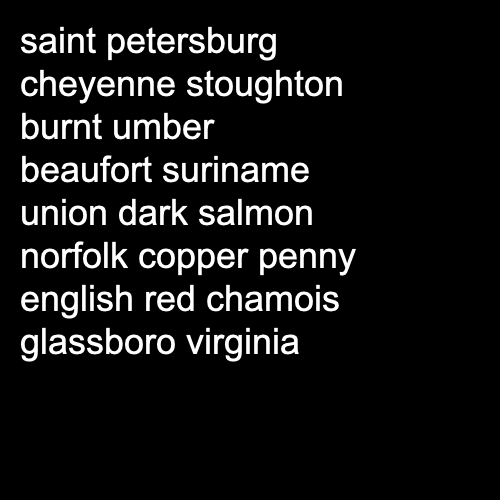 saint petersburg
cheyenne stoughton
burnt umber
beaufort suriname
union dark salmon
norfolk copper penny
english red chamois
glassboro virginia